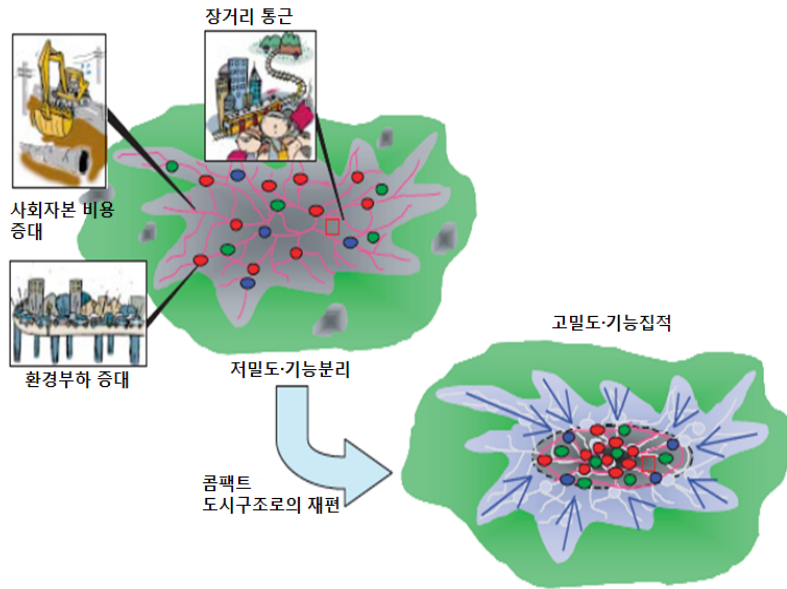 장거리 통근
사회자본 비용
증대
환경부하 증대
저밀도·기능분리
고밀도·기능집적
콤팩트
도시구조로의 재편